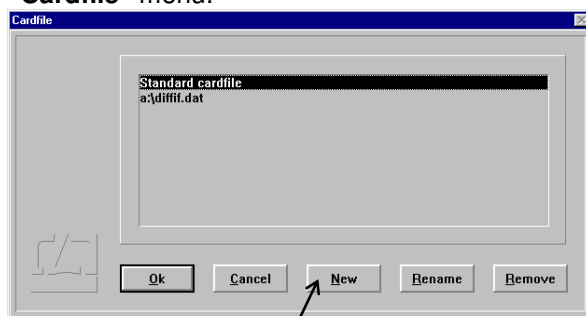 "Cardfile" menu.
Cardfile
Standard cardfile
a:\diffif.dat
Ok Cancel New Rename Remove